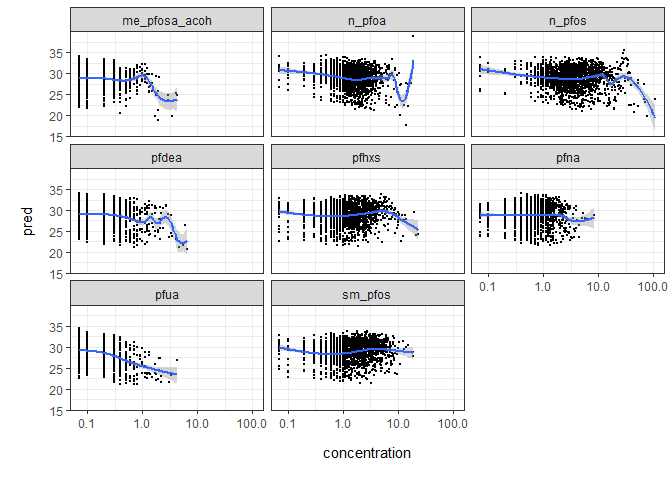 me_pfosa_acoh n_pfoa n_pfos
35
30
25
20
15
pfdea pfhxs pfna
35
30
25
20
15
0.1 1.0 10.0 100.0
pfua sm_pfos
35
30
25
20
15
0.1 1.0 10.0 100.0 0.1 1.0 10.0 100.0
pred
concentration